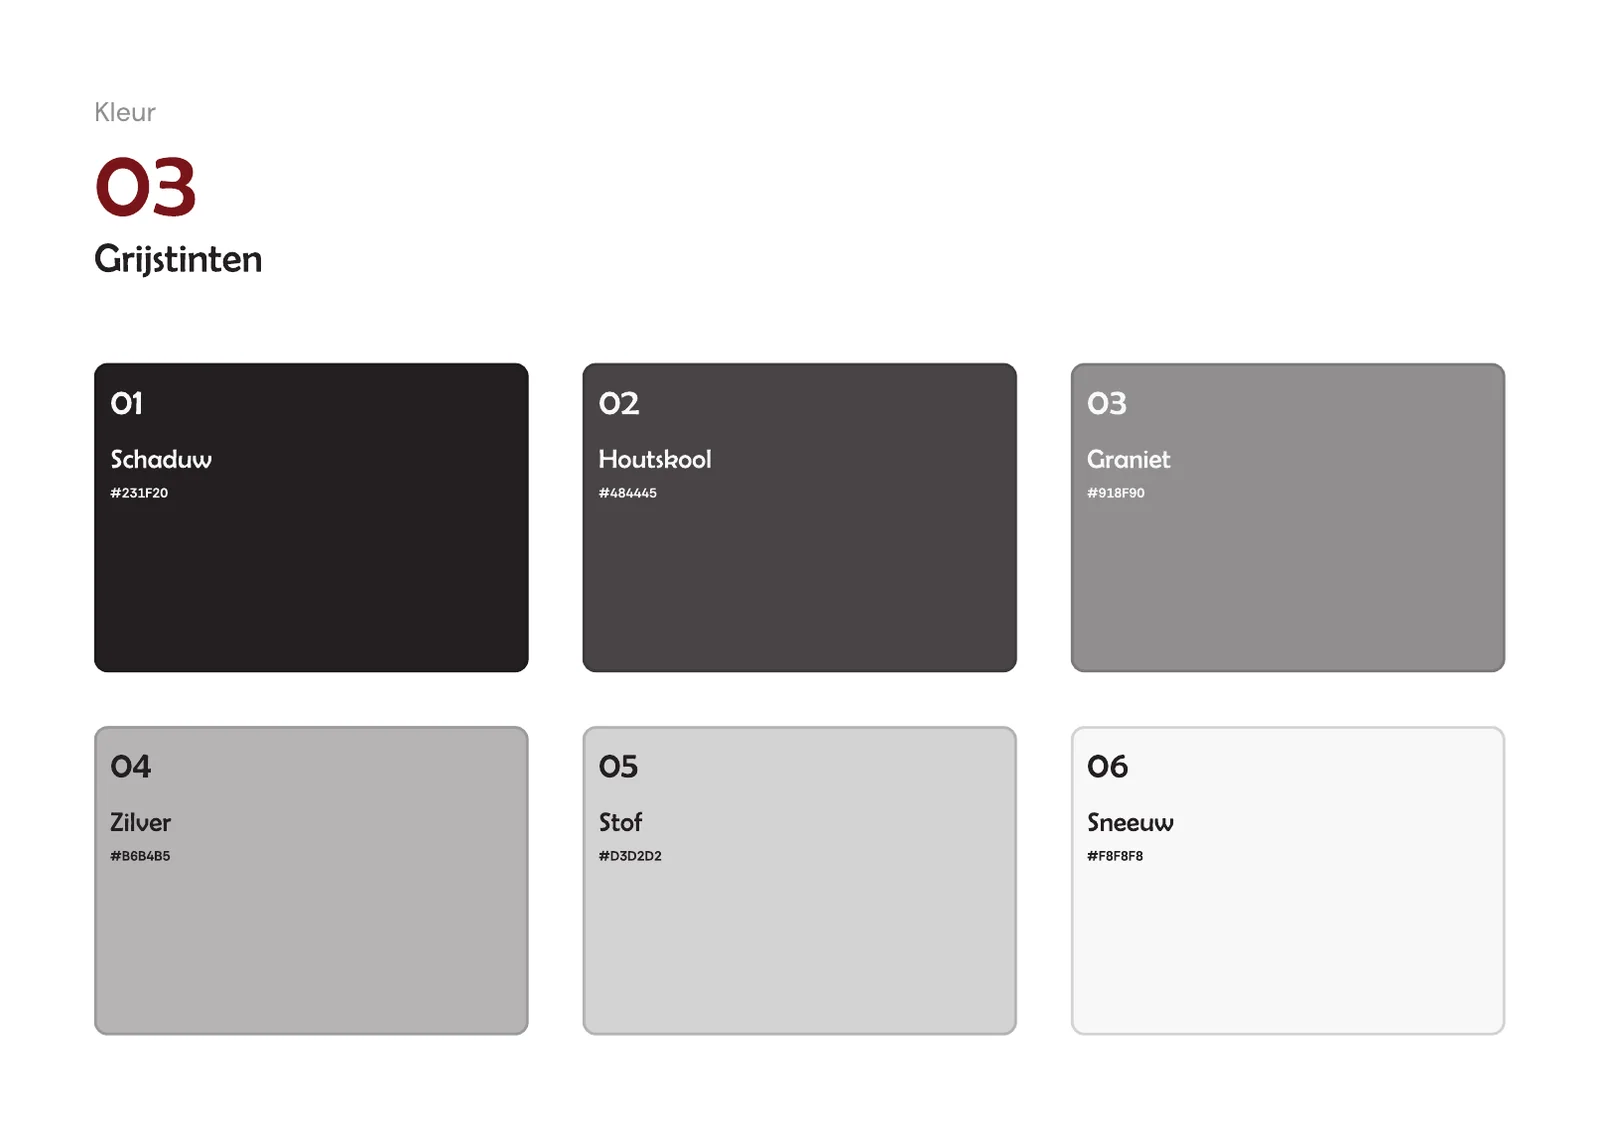 Kleur
03
Grijstinten
01
Schaduw
#231F20
02
Houtskool
#484445
03
Graniet
#918F90
04
Zilver
#B6B4B5
05
Stof
#D3D2D2
06
Sneeuw
#F8F8F8